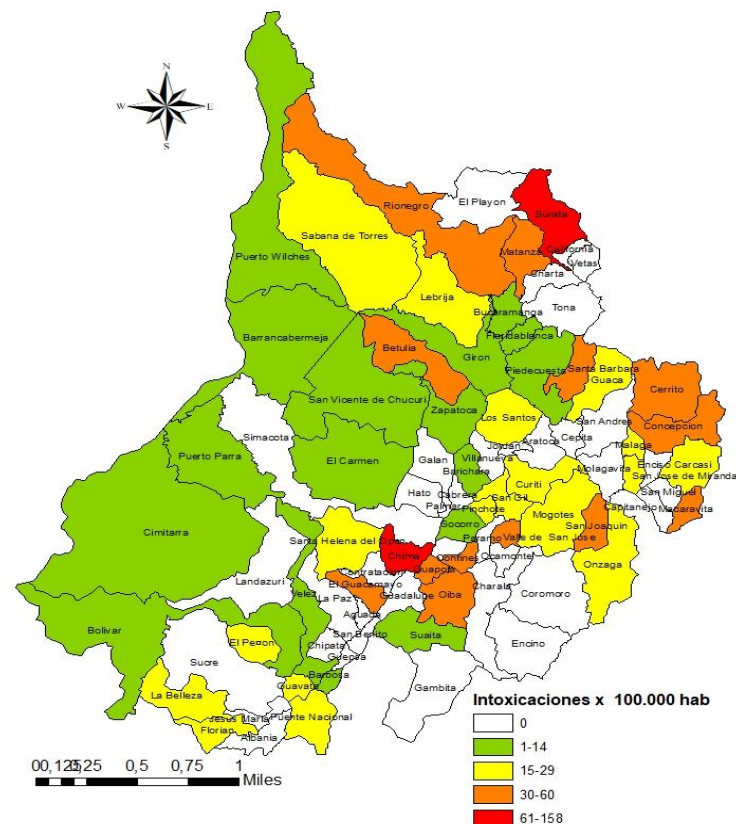 N
W E
S
El Playon
Surata
Rionegro
California
Matanza
Vetas
Charta
Sabana de Torres
Puerto Wilches
Tona
Lebrija
Bucaramanga
Barrancabermeja
Floridablanca
Betulia
Giron
Piedecuesta
Santa Barbara
Guaca
Cerrito
San Vicente de Chucuri
Zapatoca
Los Santos
San Andres
Concepcion
Simacota
Jordan
Aratoca
Cepita
Malaga
Puerto Parra
El Carmen
Galan
Villanueva
Barichara
Molagavita
Enciso
Carcasi
San Jose de Miranda
Hato
Cabrera
Curiti
San Miguel
Palmar
San Gil
Pinchote
Mogotes
Capitanejo
Macaravita
Cimitarra
Socorro
San Joaquin
Santa Helena del Opon
Paramo
Valle de San Jose
Chima
Confines
Ocamonte
Onzaga
Contratacion
Guapota
Landazuri
El Guacamayo
Charala
Velez
La Paz
Guadalupe
Oiba
Coromoro
Aguada
Bolivar
El Penon
San Benito
Suaita
Chipata
Encino
Sucre
Guepsa
Barbosa
Gambita
La Belleza
Guavata
Jesus Maria
Puente Nacional
Florian
Albania
Intoxicaciones x 100.000 hab
0
1-14
15-29
30-60
61-158
00,1250,25 0,5 0,75 1
Miles